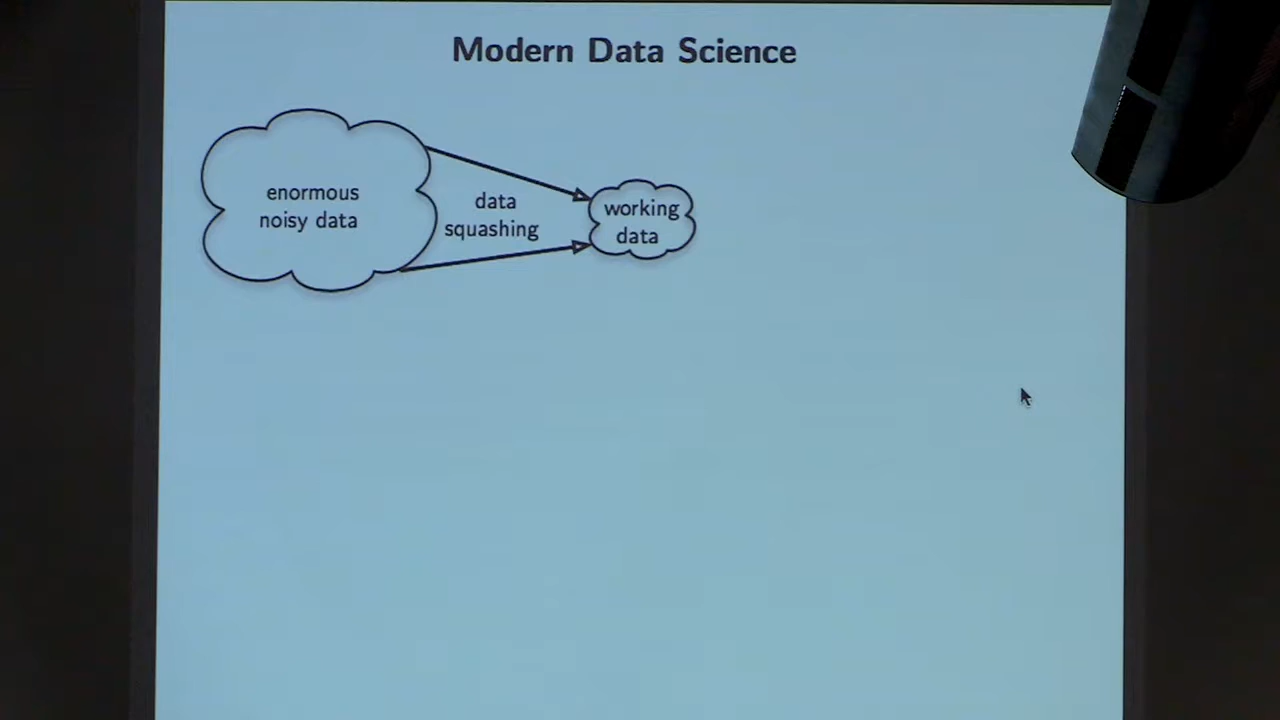 Modern Data Science
enormous
noisy data
data
squashing
working
data